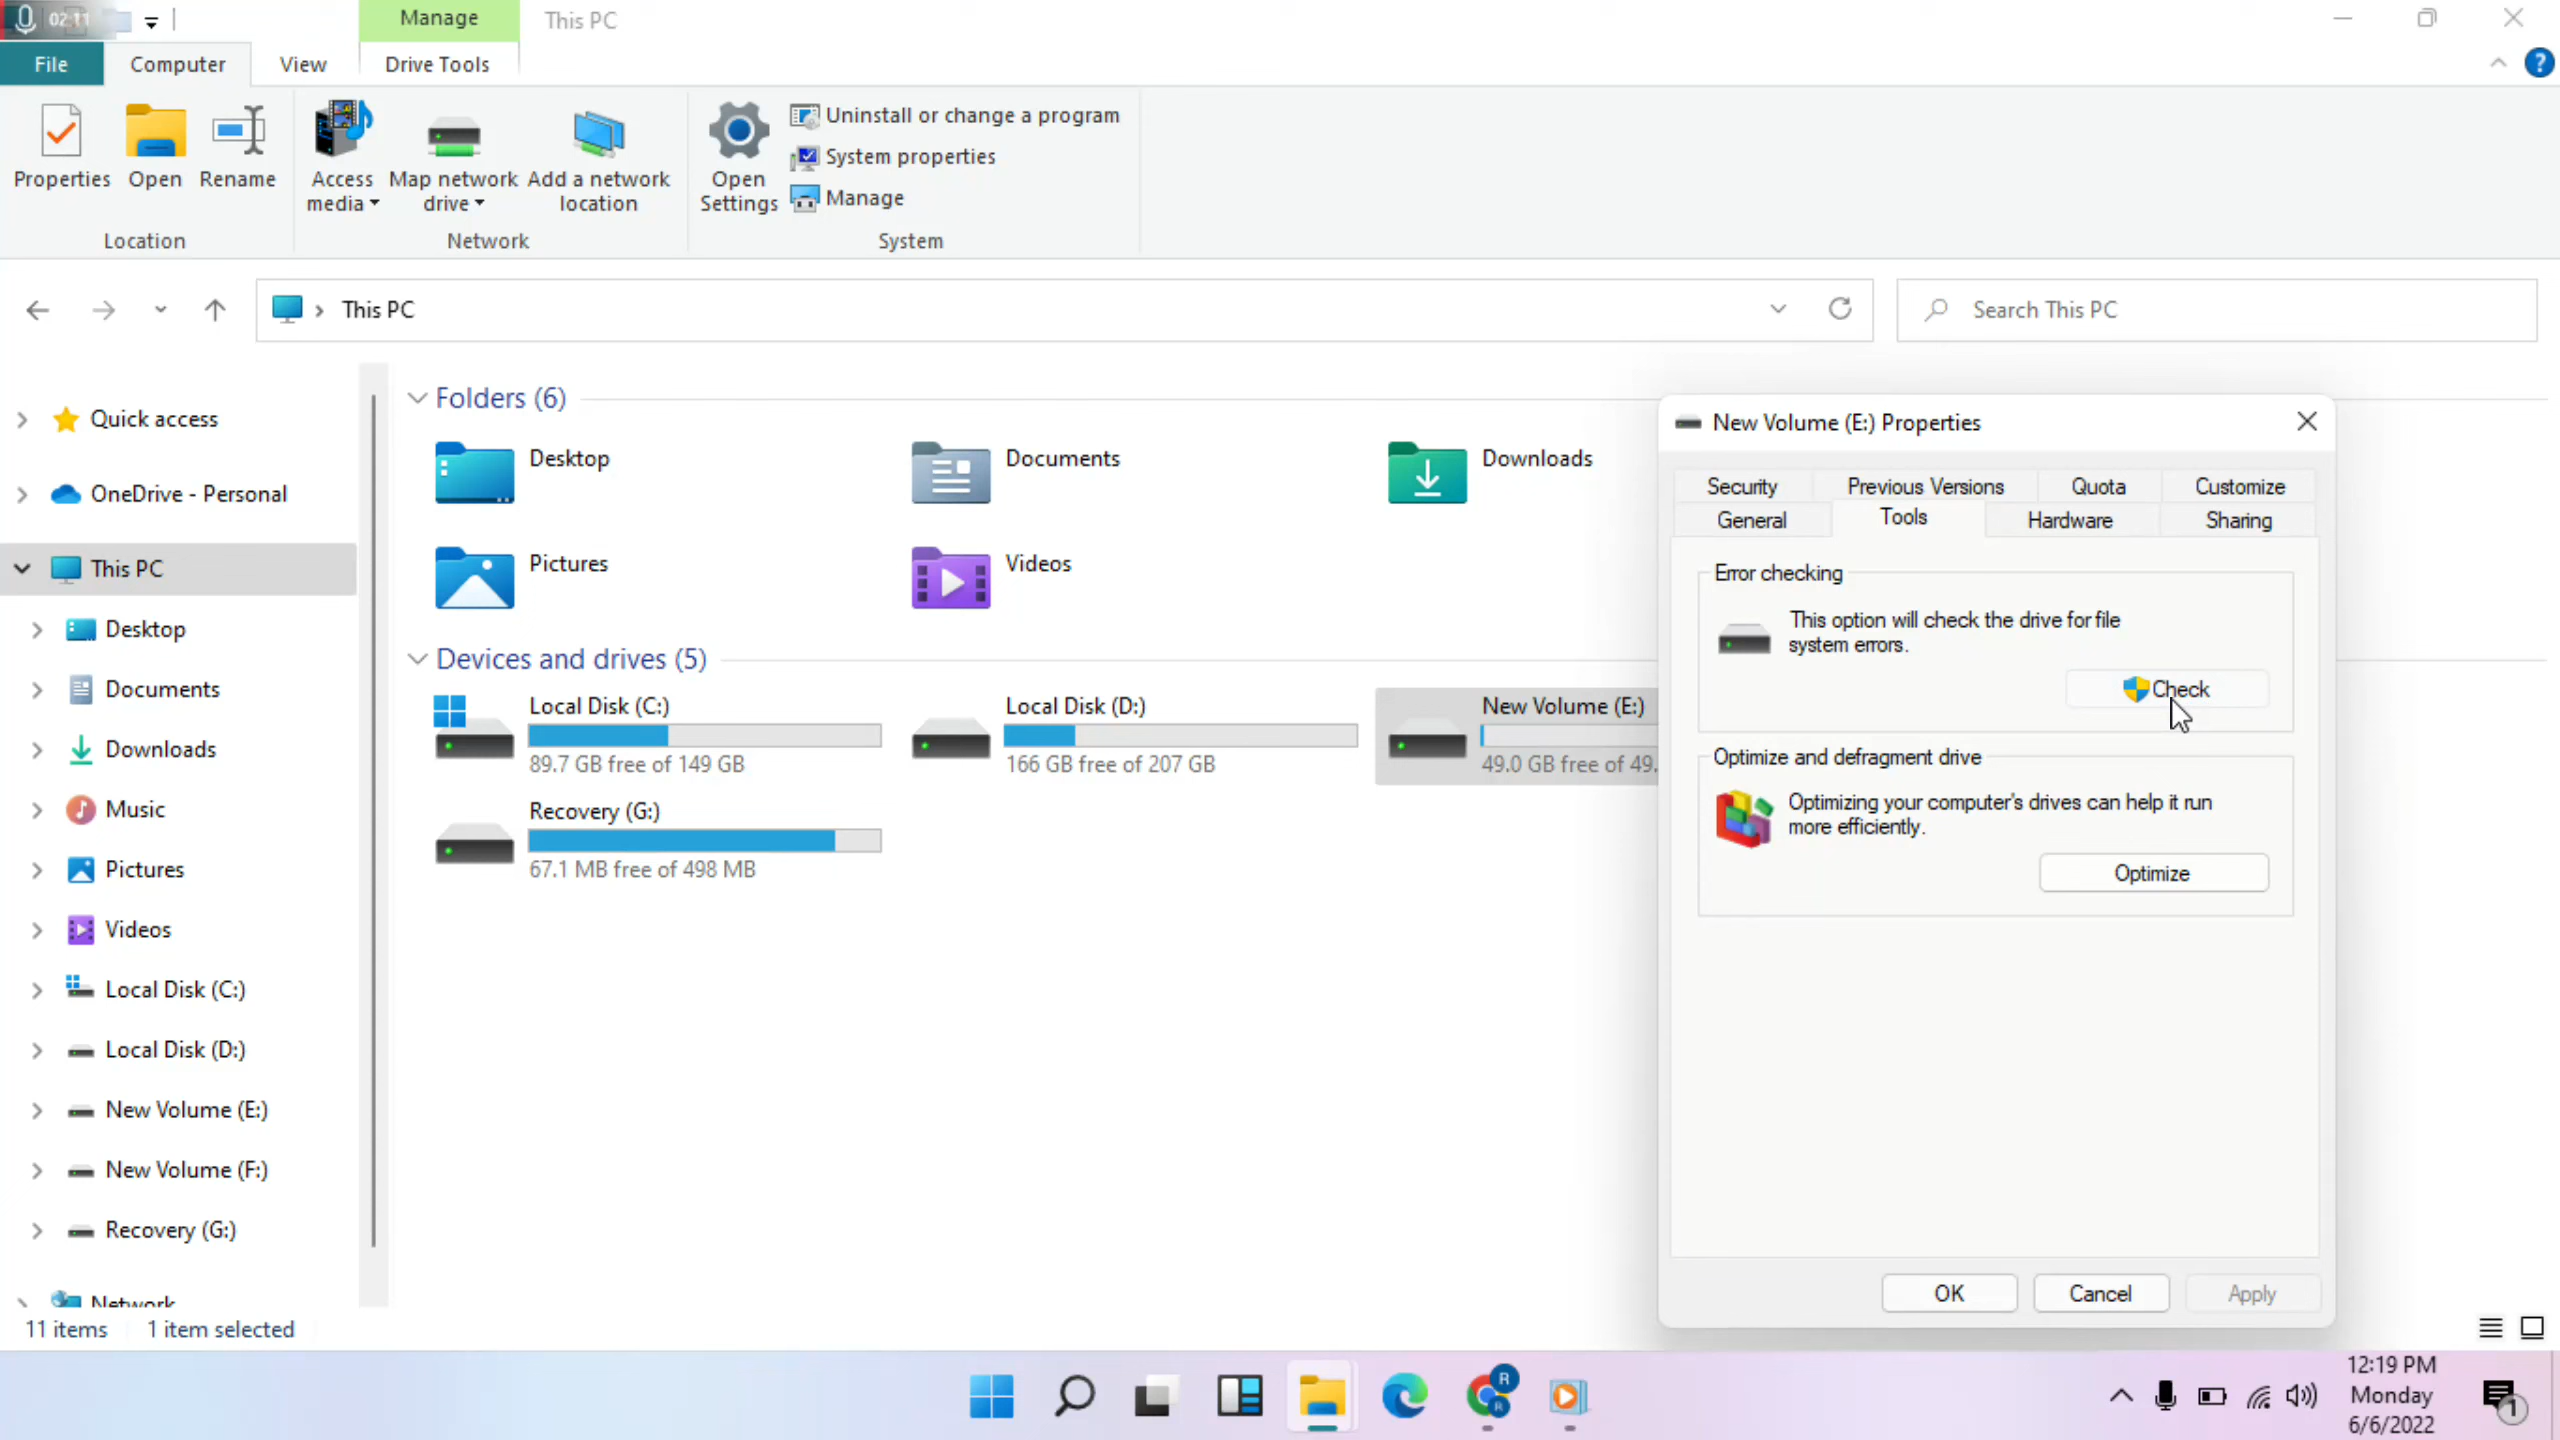 02:11
Manage
This PC
File
Computer
View
Drive Tools
Properties
Open
Rename
Access media
Map network drive
Add a network location
Open Settings
Uninstall or change a program
System properties
Manage
Location
Network
System
This PC
Search This PC
Quick access
OneDrive - Personal
This PC
Desktop
Documents
Downloads
Music
Pictures
Videos
Local Disk (C:)
Local Disk (D:)
New Volume (E:)
New Volume (F:)
Recovery (G:)
Network
Folders (6)
Desktop
Documents
Downloads
Pictures
Videos
Devices and drives (5)
Local Disk (C:)
89.7 GB free of 149 GB
Local Disk (D:)
166 GB free of 207 GB
New Volume (E:)
49.0 GB free of 49.
Recovery (G:)
67.1 MB free of 498 MB
New Volume (E:) Properties
Security
Previous Versions
Quota
Customize
General
Tools
Hardware
Sharing
Error checking
This option will check the drive for file
system errors.
Check
Optimize and defragment drive
Optimizing your computer's drives can help it run
more efficiently.
Optimize
OK
Cancel
Apply
11 items
1 item selected
R
R
12:19 PM
Monday
6/6/2022
1